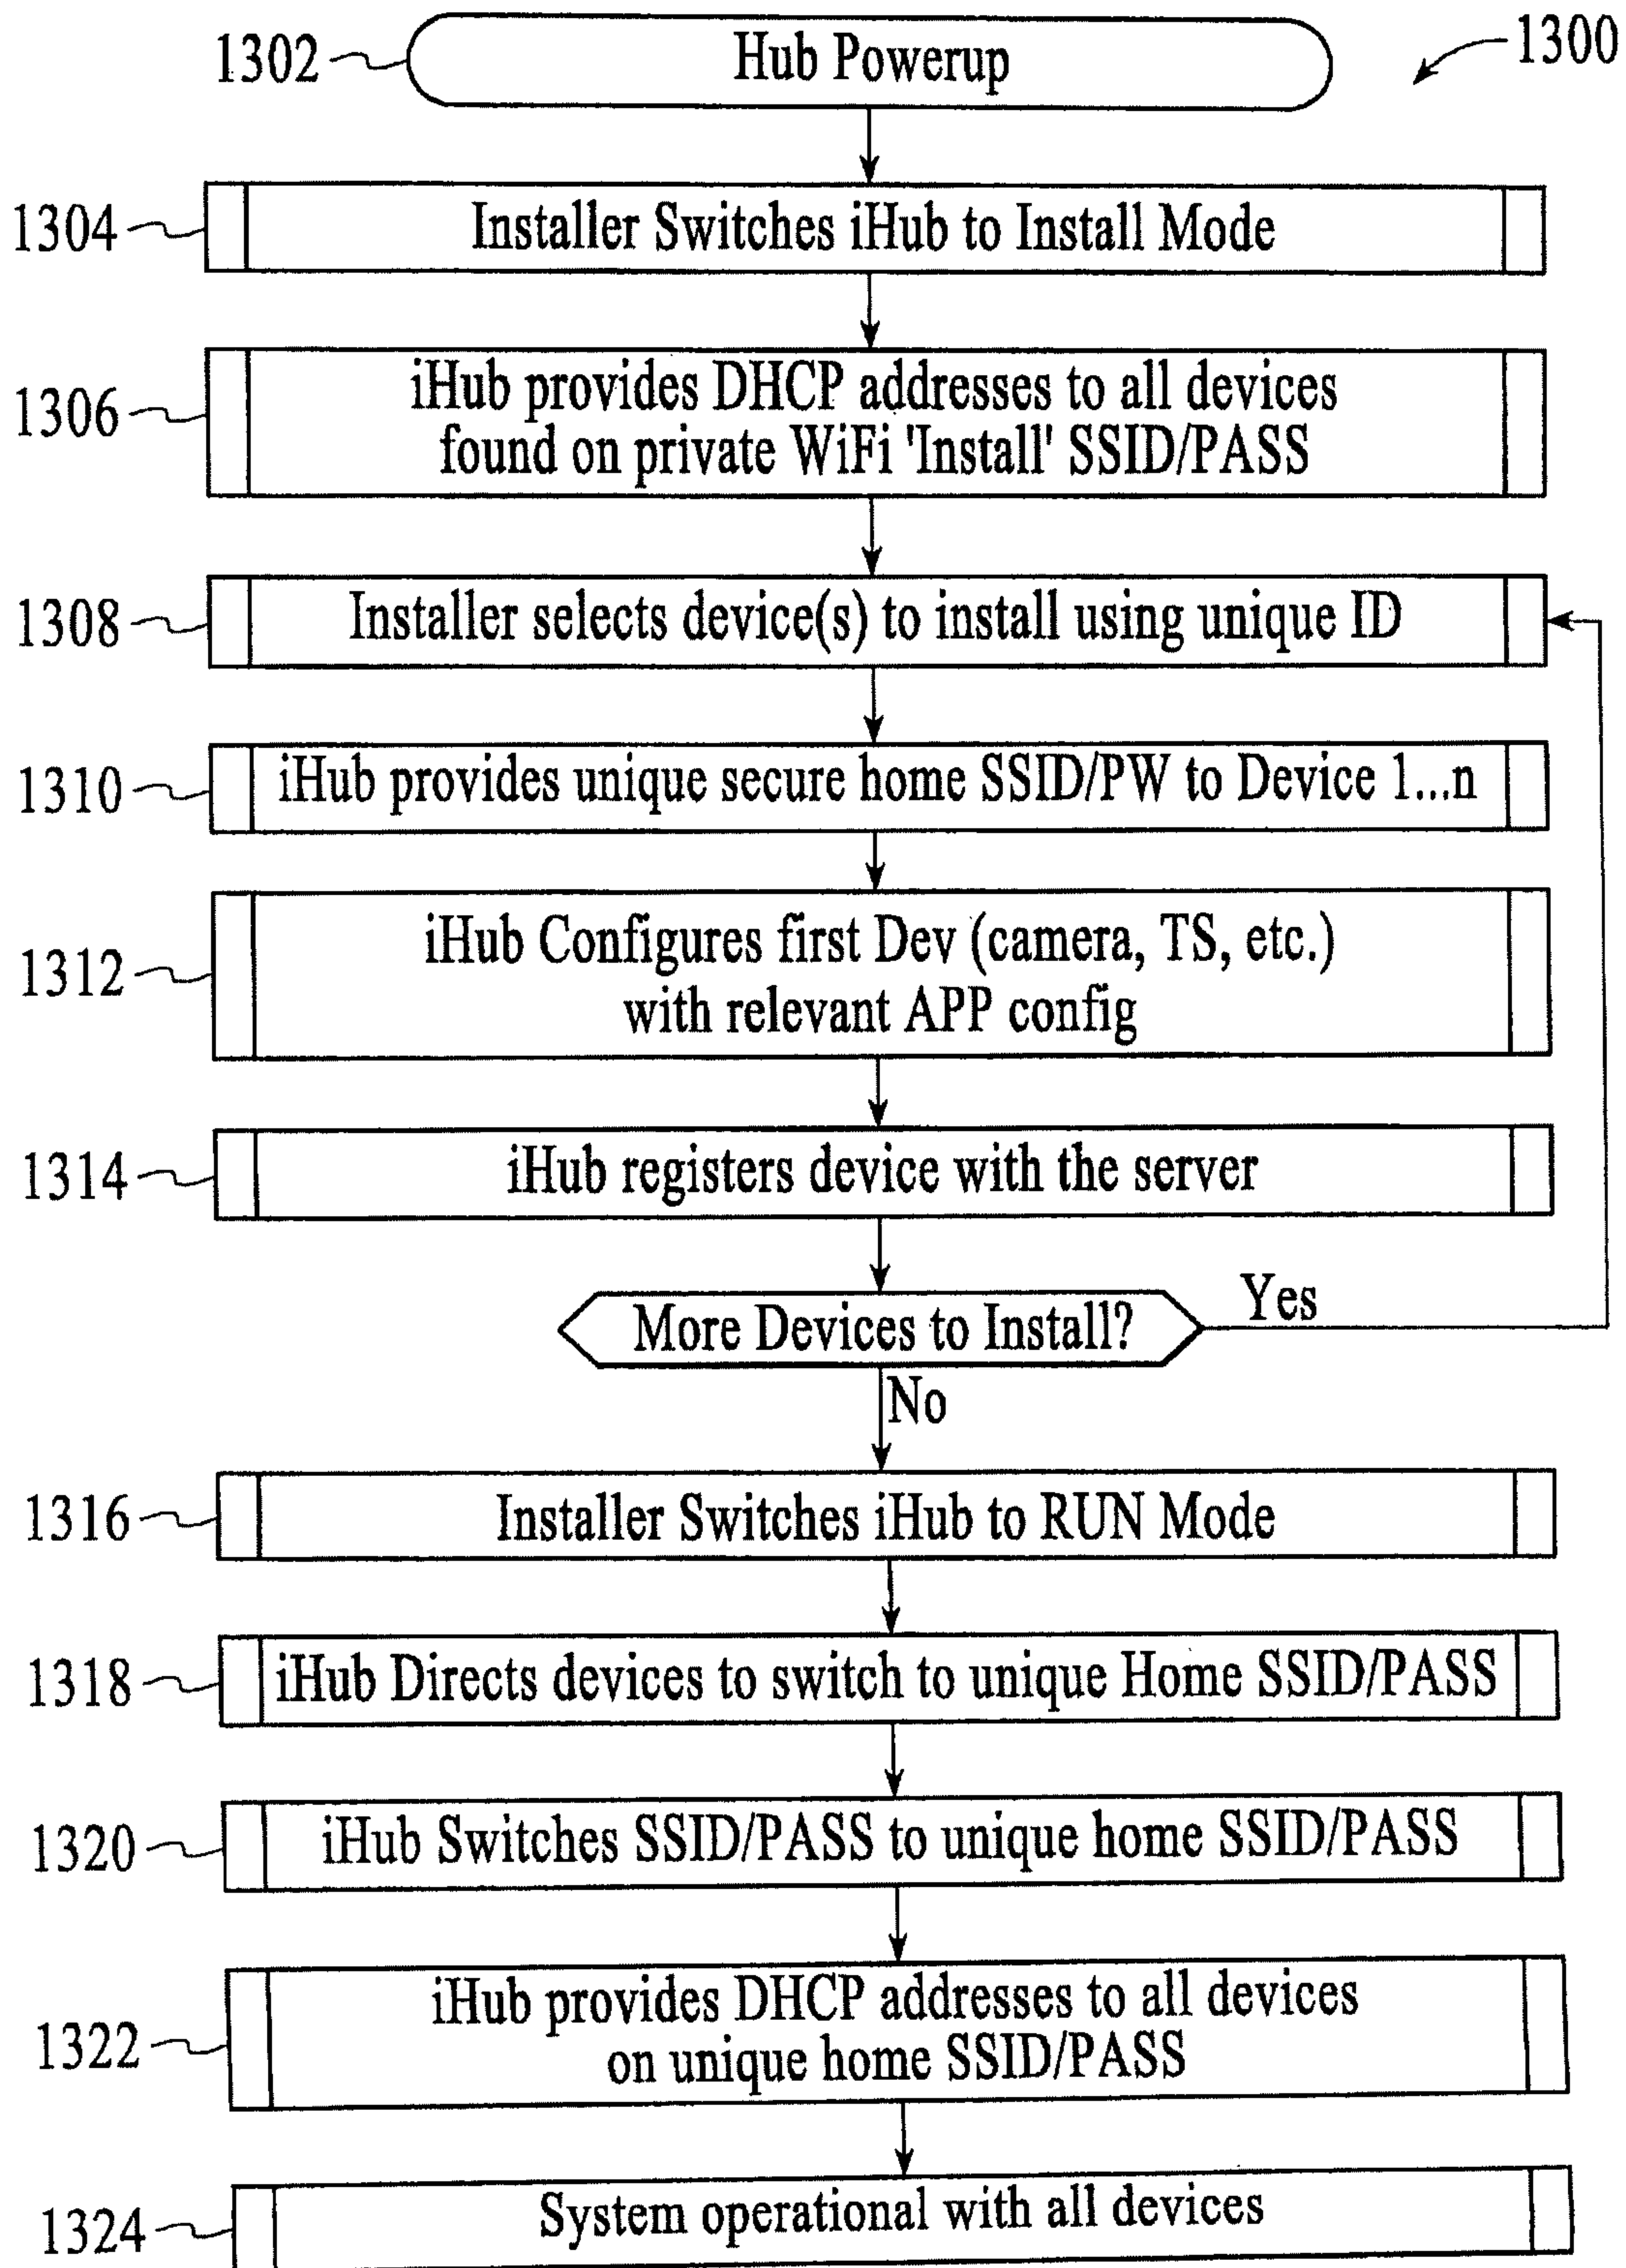 1302
Hub Powerup
1300
1304
Installer Switches iHub to Install Mode
1306
iHub provides DHCP addresses to all devices
found on private WiFi 'Install' SSID/PASS
1308
Installer selects device(s) to install using unique ID
1310
iHub provides unique secure home SSID/PW to Device 1...n
1312
iHub Configures first Dev (camera, TS, etc.)
with relevant APP config
1314
iHub registers device with the server
More Devices to Install?
Yes
No
1316
Installer Switches iHub to RUN Mode
1318
iHub Directs devices to switch to unique Home SSID/PASS
1320
iHub Switches SSID/PASS to unique home SSID/PASS
1322
iHub provides DHCP addresses to all devices
on unique home SSID/PASS
1324
System operational with all devices